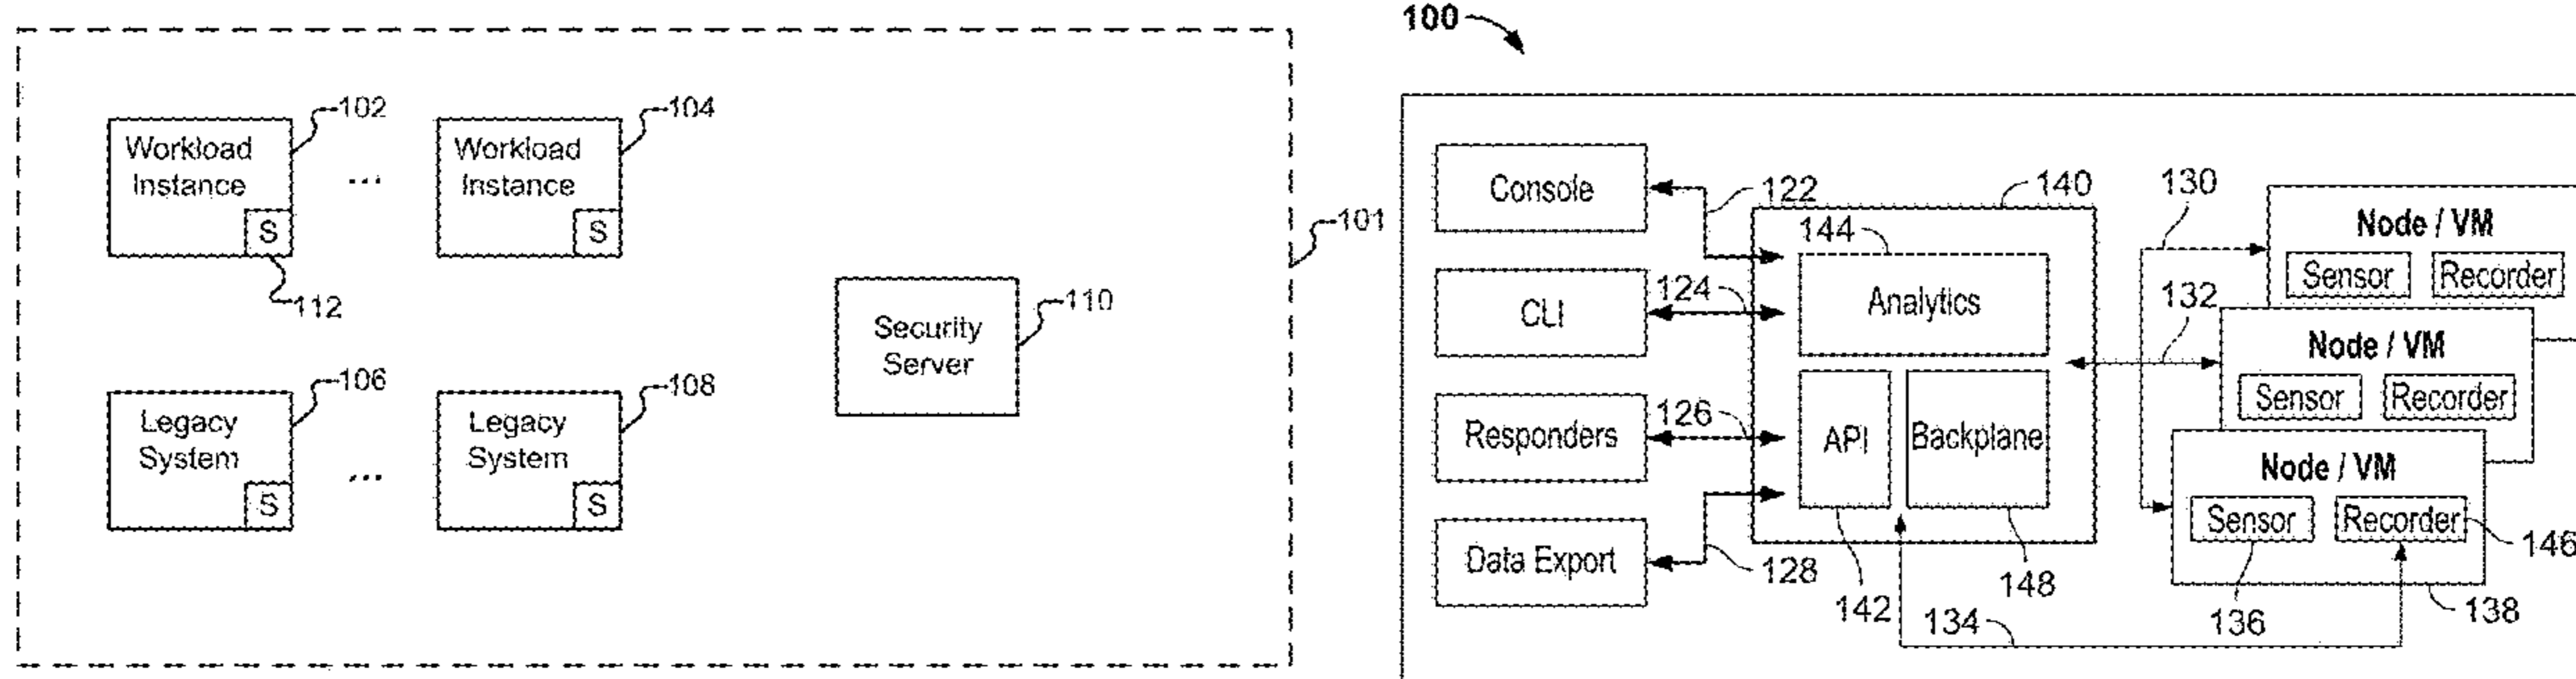 102
Workload
Instance
S
112
...
104
Workload
Instance
S
106
Legacy
System
S
...
108
Legacy
System
S
Security
Server
110
101
100
Console
CLI
Responders
Data Export
122
124
126
128
140
144
Analytics
API
Backplane
142
148
134
130
132
Node / VM
Sensor
Recorder
Node / VM
Sensor
Recorder
Node / VM
Sensor
Recorder
146
136
138